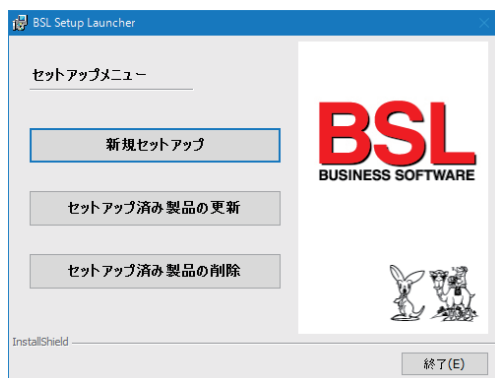 BSL Setup Launcher
セットアップメニュー
新規セットアップ
セットアップ済み製品の更新
セットアップ済み製品の削除
BSL
BUSINESS SOFTWARE
InstallShield
終了(E)